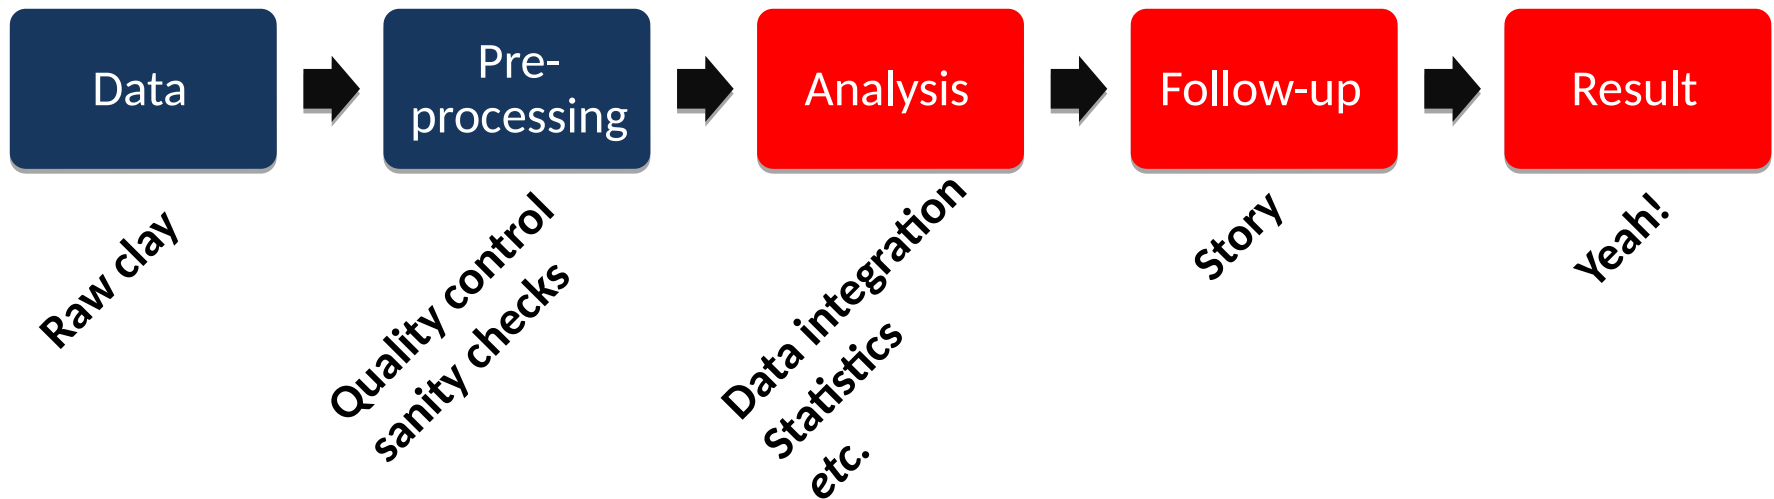 Data
Pre-
processing
Analysis
Follow-up
Result
Raw clay
Quality control
sanity checks
Data integration
Statistics
etc.
Story
Yeah!